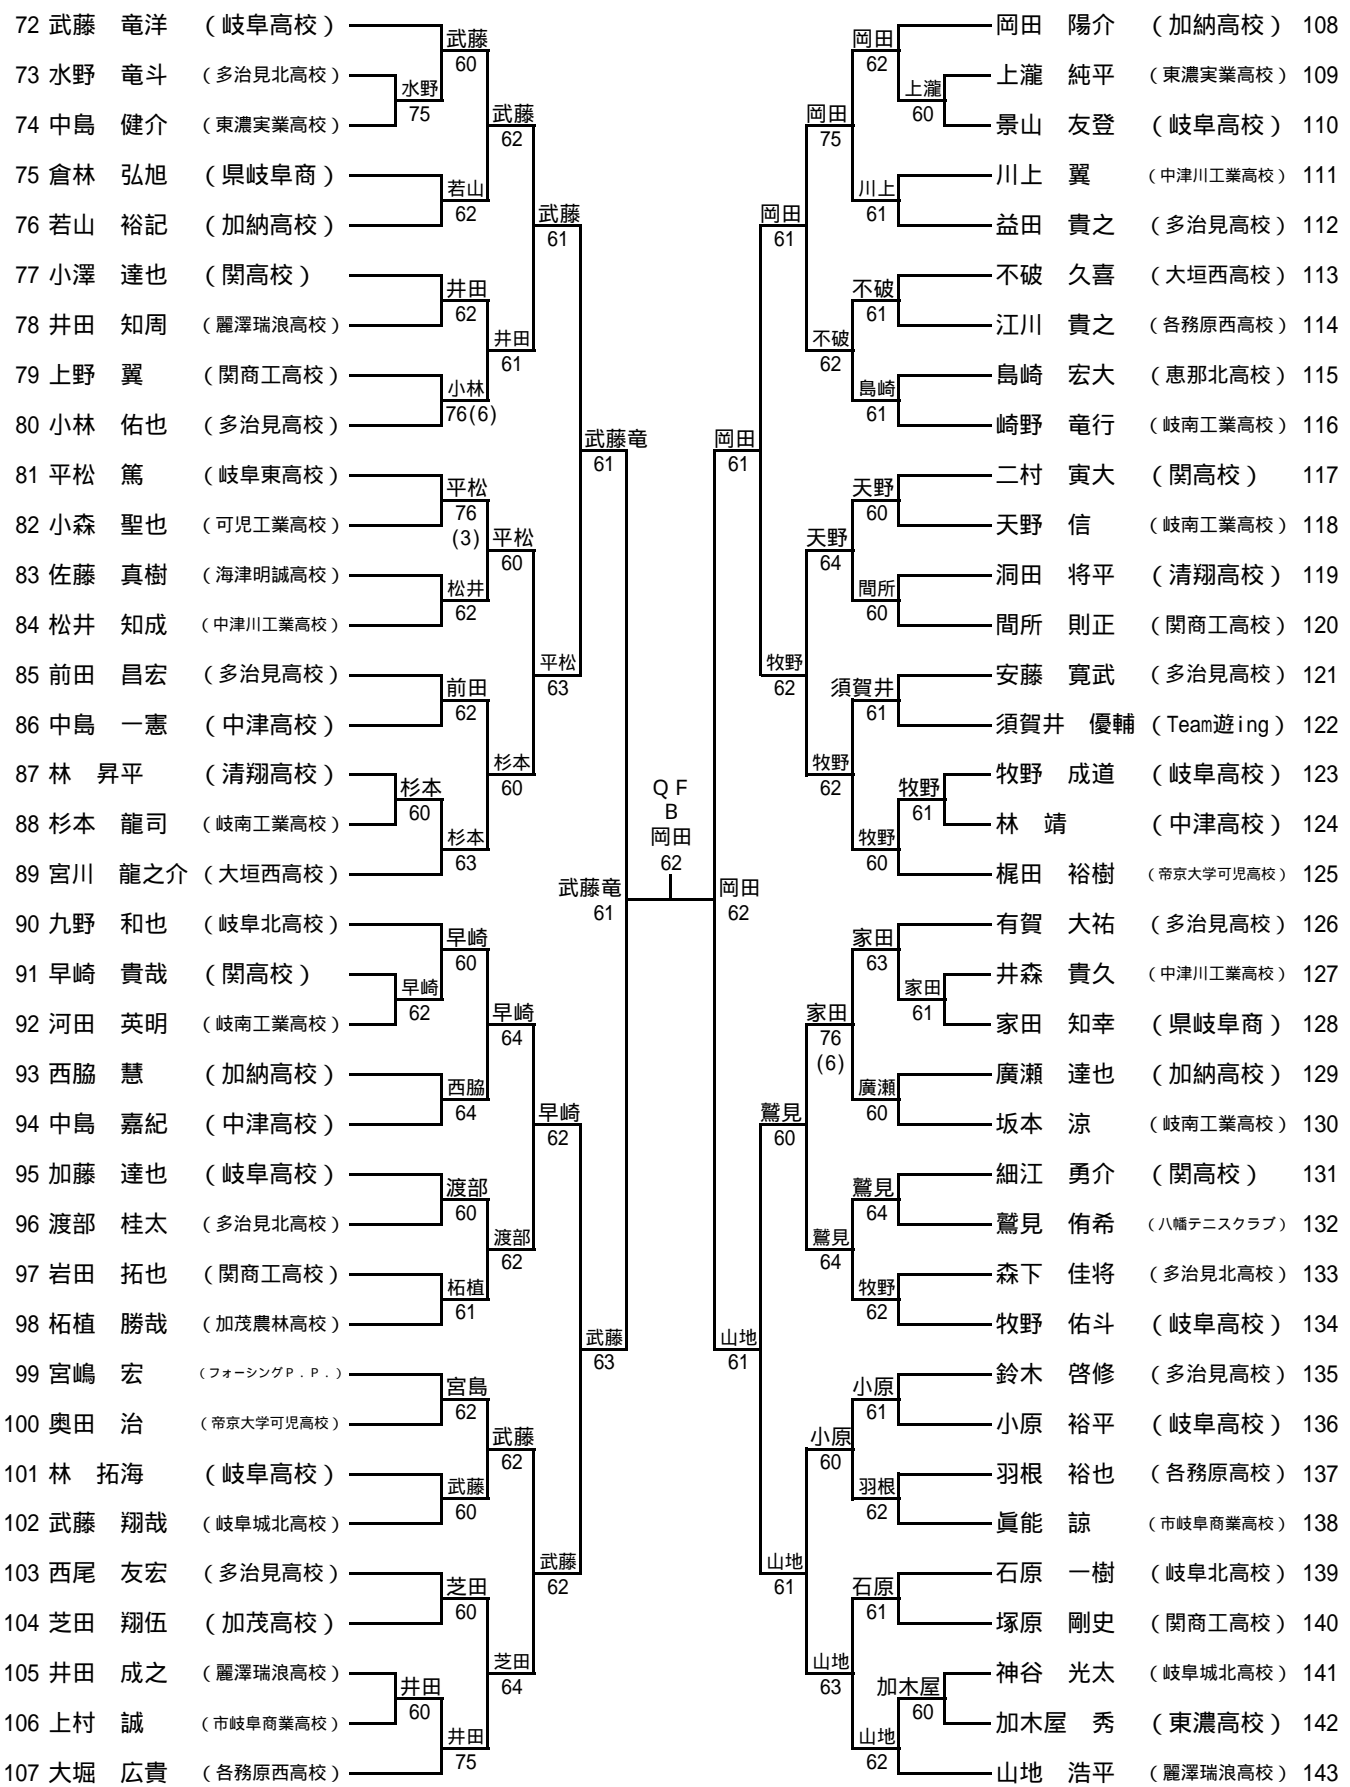 72 武藤　竜洋　（岐阜高校）
73 水野　竜斗　（多治見北高校）
74 中島　健介　（東濃実業高校）
75 倉林　弘旭　（県岐阜商）
76 若山　裕記　（加納高校）
77 小澤　達也　（関高校）
78 井田　知周　（麗澤瑞浪高校）
79 上野　翼　（関商工高校）
80 小林　佑也　（多治見高校）
81 平松　篤　（岐阜東高校）
82 小森　聖也　（可児工業高校）
83 佐藤　真樹　（海津明誠高校）
84 松井　知成　（中津川工業高校）
85 前田　昌宏　（多治見高校）
86 中島　一憲　（中津高校）
87 林　昇平　（清翔高校）
88 杉本　龍司　（岐南工業高校）
89 宮川　龍之介　（大垣西高校）
90 九野　和也　（岐阜北高校）
91 早崎　貴哉　（関高校）
92 河田　英明　（岐南工業高校）
93 西脇　慧　（加納高校）
94 中島　嘉紀　（中津高校）
95 加藤　達也　（岐阜高校）
96 渡部　桂太　（多治見北高校）
97 岩田　拓也　（関商工高校）
98 柘植　勝哉　（加茂農林高校）
99 宮嶋　宏　（フォーシングＰ．Ｐ．）
100 奥田　治　（帝京大学可児高校）
101 林　拓海　（岐阜高校）
102 武藤　翔哉　（岐阜城北高校）
103 西尾　友宏　（多治見高校）
104 芝田　翔伍　（加茂高校）
105 井田　成之　（麗澤瑞浪高校）
106 上村　誠　（市岐阜商業高校）
107 大堀　広貴　（各務原西高校）
水野
75
杉本
60
早崎
62
井田
60
武藤
60
若山
62
井田
62
小林
76(6)
平松
76
(3)
松井
62
前田
62
杉本
63
早崎
60
西脇
64
渡部
60
柘植
61
宮島
62
武藤
60
芝田
60
井田
75
武藤
62
井田
61
平松
60
杉本
60
早崎
64
渡部
62
武藤
62
芝田
64
武藤
61
平松
63
早崎
62
武藤
62
武藤竜
61
武藤
63
武藤竜
61
ＱＦ
Ｂ
岡田
62
岡田
62
岡田
61
山地
61
岡田
61
牧野
62
鷲見
60
山地
61
岡田
75
不破
62
天野
64
牧野
62
家田
76
(6)
鷲見
64
小原
60
山地
63
岡田
62
川上
61
不破
61
島崎
61
天野
60
間所
60
須賀井
61
牧野
60
家田
63
廣瀬
60
鷲見
64
牧野
62
小原
61
羽根
62
石原
61
山地
62
上瀧
60
牧野
61
家田
61
加木屋
60
岡田　陽介　（加納高校） 108
上瀧　純平　（東濃実業高校） 109
景山　友登　（岐阜高校） 110
川上　翼　（中津川工業高校） 111
益田　貴之　（多治見高校） 112
不破　久喜　（大垣西高校） 113
江川　貴之　（各務原西高校） 114
島崎　宏大　（恵那北高校） 115
崎野　竜行　（岐南工業高校） 116
二村　寅大　（関高校） 117
天野　信　（岐南工業高校） 118
洞田　将平　（清翔高校） 119
間所　則正　（関商工高校） 120
安藤　寛武　（多治見高校） 121
須賀井　優輔　（Team遊ing） 122
牧野　成道　（岐阜高校） 123
林　靖　（中津高校） 124
梶田　裕樹　（帝京大学可児高校） 125
有賀　大祐　（多治見高校） 126
井森　貴久　（中津川工業高校） 127
家田　知幸　（県岐阜商） 128
廣瀬　達也　（加納高校） 129
坂本　涼　（岐南工業高校） 130
細江　勇介　（関高校） 131
鷲見　侑希　（八幡テニスクラブ） 132
森下　佳将　（多治見北高校） 133
牧野　佑斗　（岐阜高校） 134
鈴木　啓修　（多治見高校） 135
小原　裕平　（岐阜高校） 136
羽根　裕也　（各務原高校） 137
眞能　諒　（市岐阜商業高校） 138
石原　一樹　（岐阜北高校） 139
塚原　剛史　（関商工高校） 140
神谷　光太　（岐阜城北高校） 141
加木屋　秀　（東濃高校） 142
山地　浩平　（麗澤瑞浪高校） 143